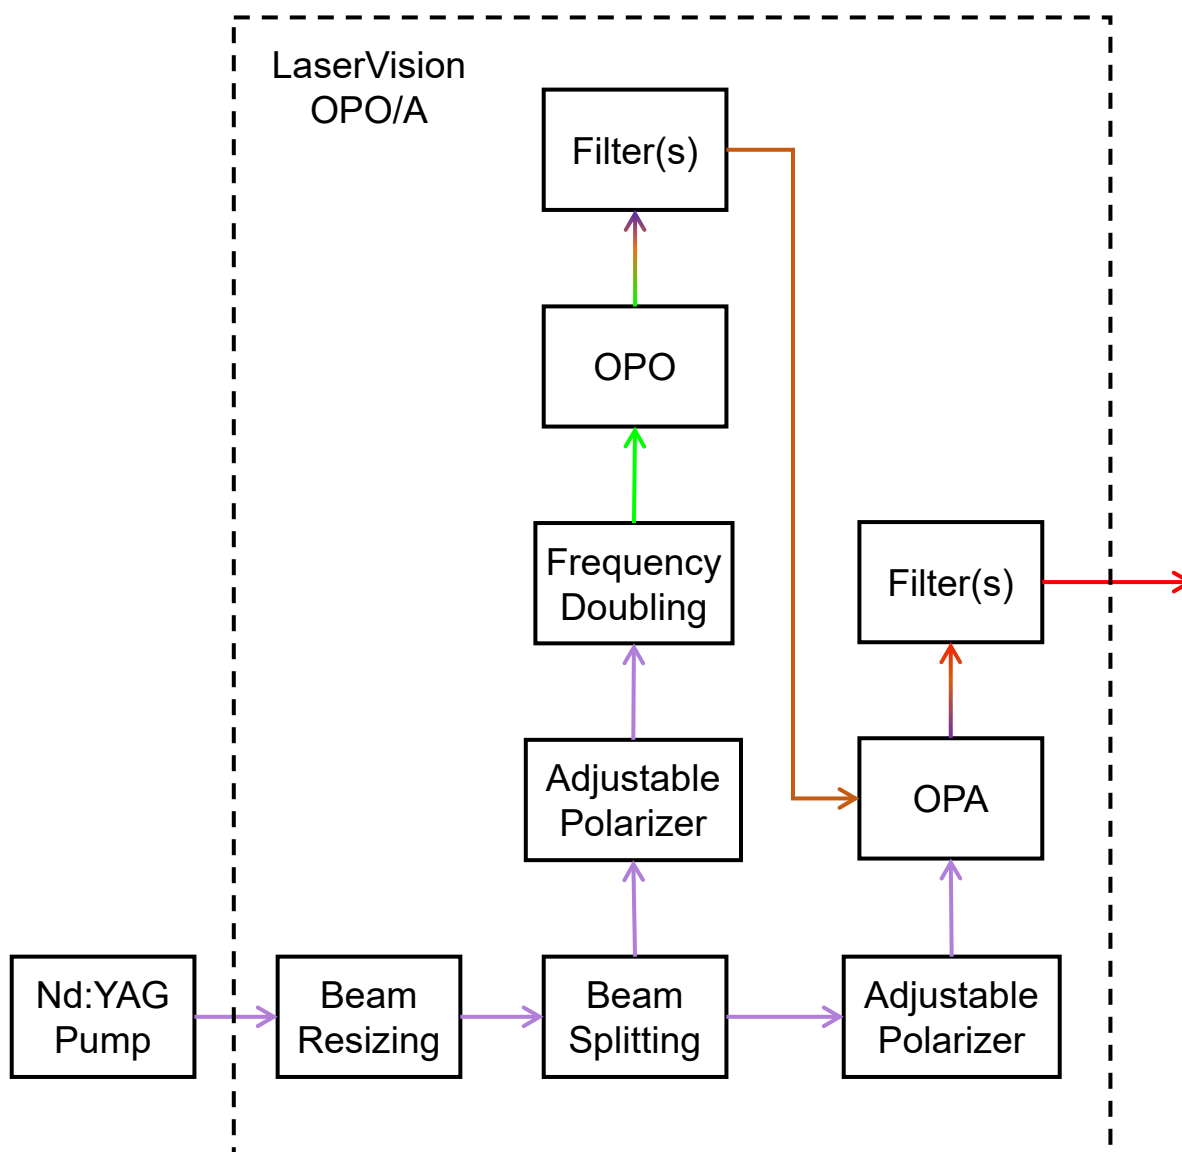 LaserVision
OPO/A
Filter(s)
OPO
Frequency
Doubling
Filter(s)
Adjustable
Polarizer
OPA
Nd:YAG
Pump
Beam
Resizing
Beam
Splitting
Adjustable
Polarizer